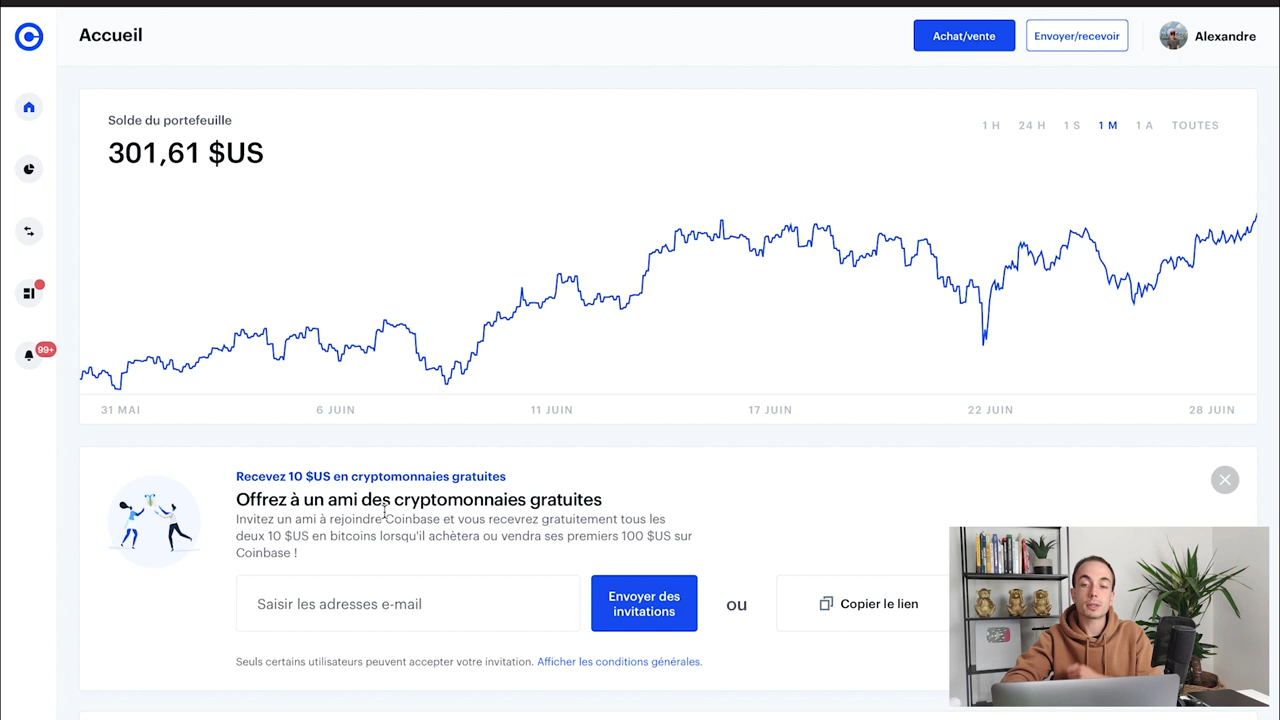 Accueil
Achat/vente
Envoyer/recevoir
Alexandre
Solde du portefeuille
301,61 $US
1 H 24 H 1 S 1 M 1 A TOUTES
99+
31 MAI 6 JUIN 11 JUIN 17 JUIN 22 JUIN 28 JUIN
Recevez 10 $US en cryptomonnaies gratuites
Offrez à un ami des cryptomonnaies gratuites
Invitez un ami à rejoindre Coinbase et vous recevrez gratuitement tous les
deux 10 $US en bitcoins lorsqu'il achètera ou vendra ses premiers 100 $US sur
Coinbase !
Saisir les adresses e-mail
Envoyer des
invitations
ou
Copier le lien
Seuls certains utilisateurs peuvent accepter votre invitation. Afficher les conditions générales.